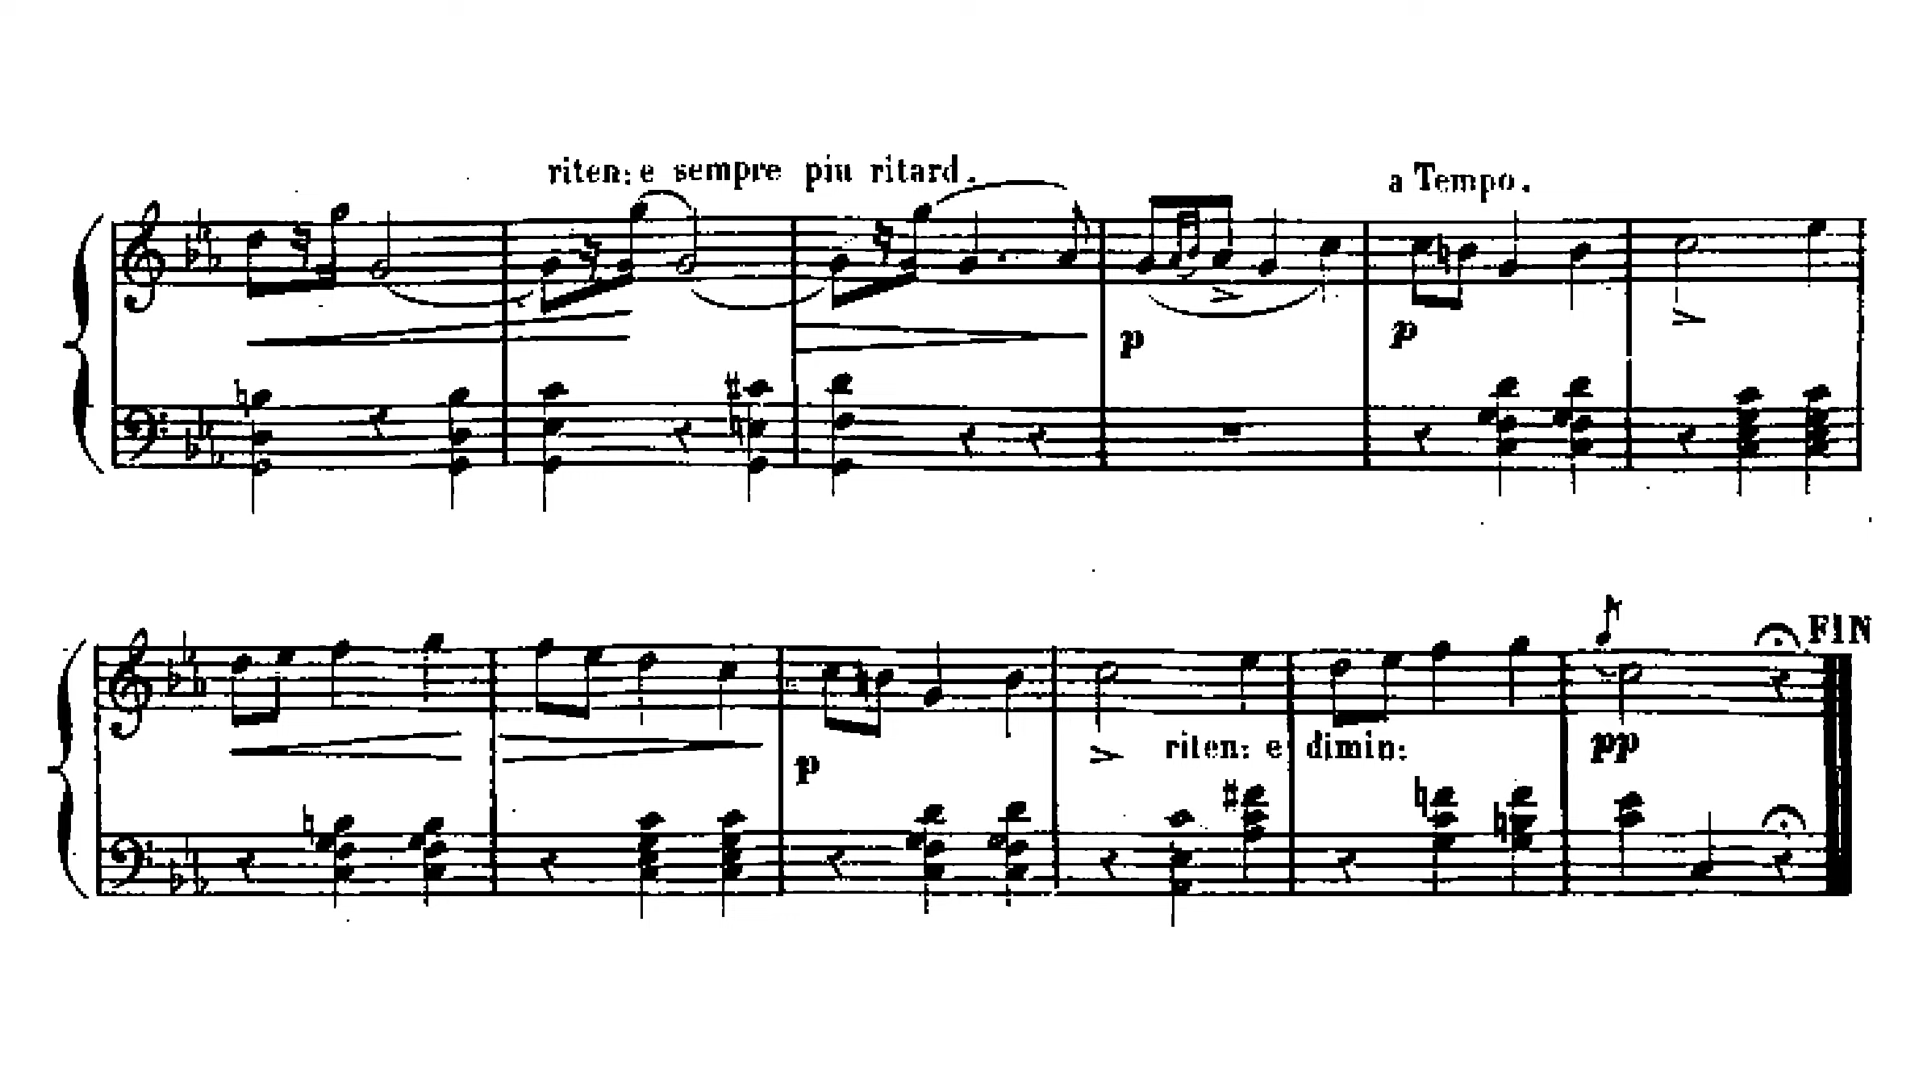 riten: e sempre piu ritard.
a Tempo.
p
p
FIN
p
riten: e dimin:
pp